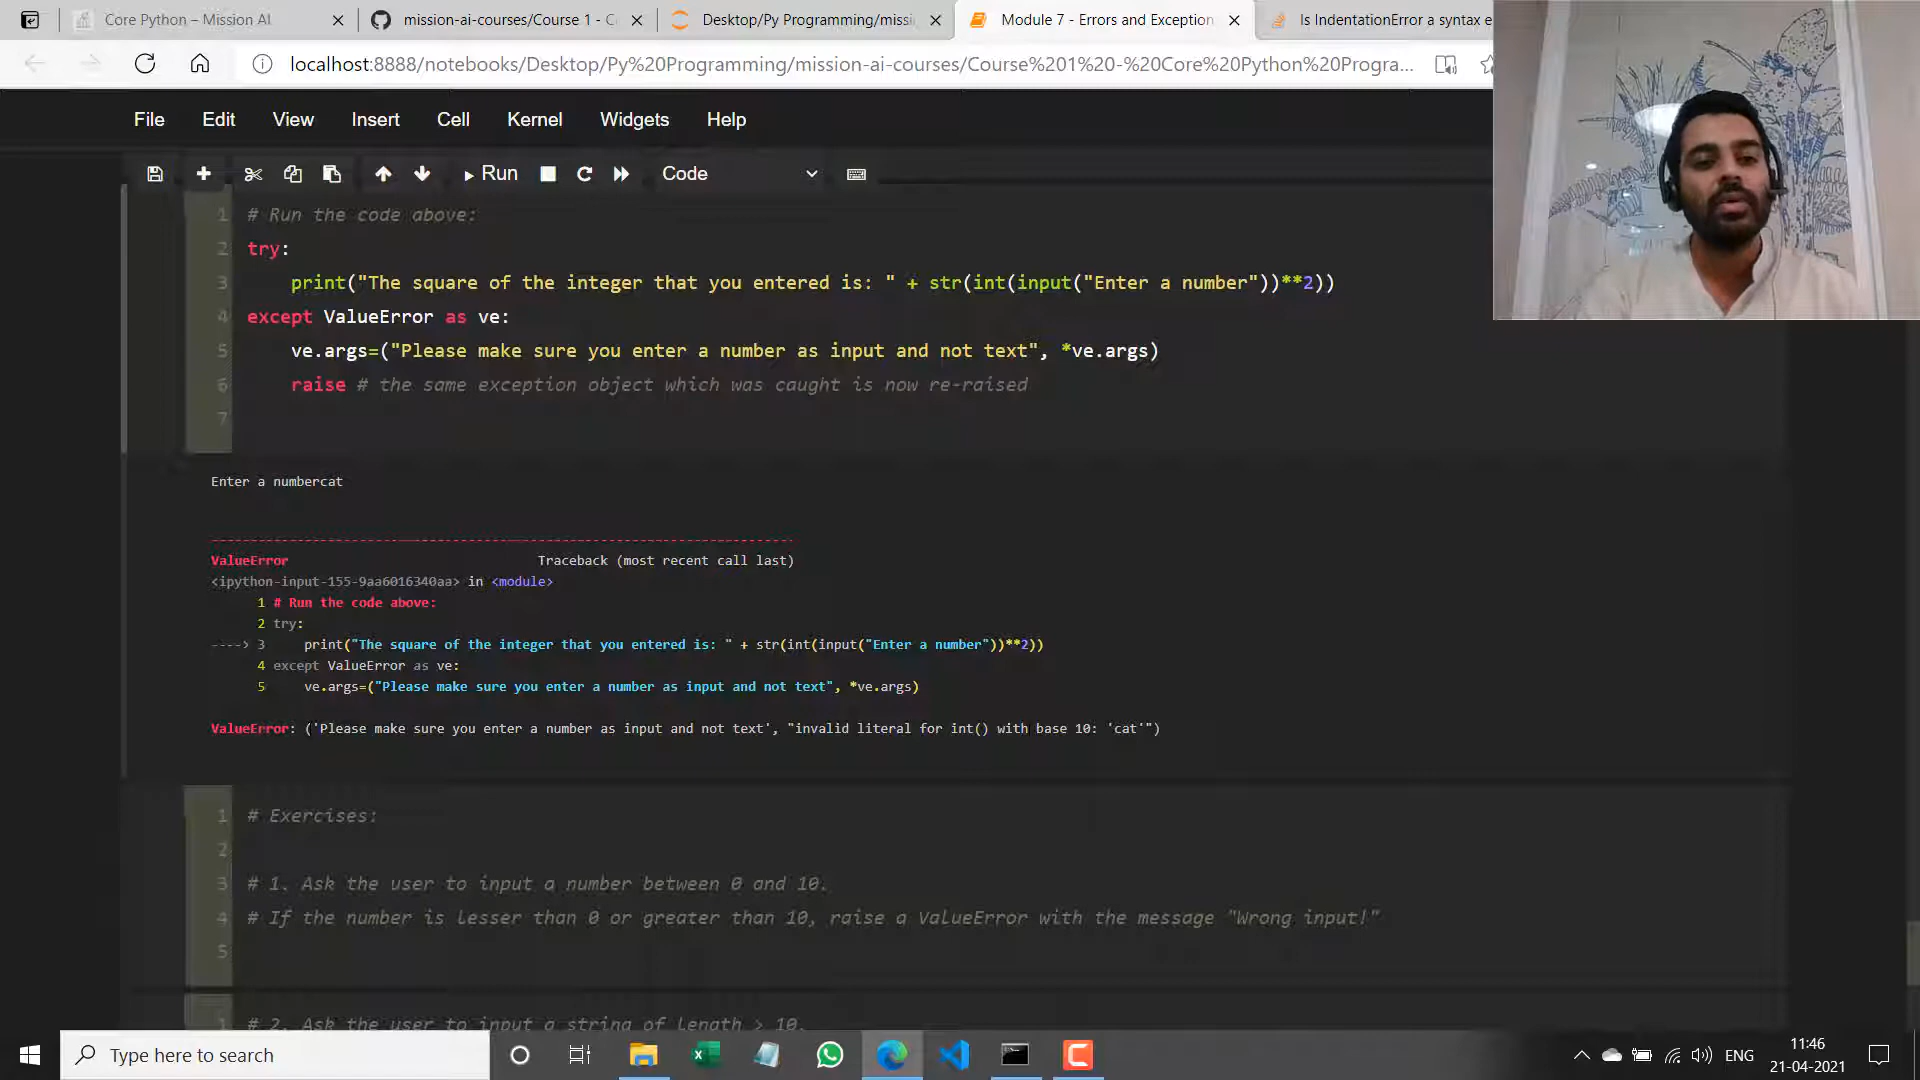 Core Python – Mission AI
mission-ai-courses/Course 1 - C
Desktop/Py Programming/missi
Module 7 - Errors and Exception
Is IndentationError a syntax e
localhost:8888/notebooks/Desktop/Py%20Programming/mission-ai-courses/Course%201%20-%20Core%20Python%20Progra...
File Edit View Insert Cell Kernel Widgets Help
Run Code
1 # Run the code above:
2 try:
3 print("The square of the integer that you entered is: " + str(int(input("Enter a number"))**2))
4 except ValueError as ve:
5 ve.args=("Please make sure you enter a number as input and not text", *ve.args)
6 raise # the same exception object which was caught is now re-raised
7
Enter a numbercat
---------------------------------------------------------------------------
ValueError Traceback (most recent call last)
<ipython-input-155-9aa6016340aa> in <module>
1 # Run the code above:
2 try:
----> 3 print("The square of the integer that you entered is: " + str(int(input("Enter a number"))**2))
4 except ValueError as ve:
5 ve.args=("Please make sure you enter a number as input and not text", *ve.args)
ValueError: ('Please make sure you enter a number as input and not text', "invalid literal for int() with base 10: 'cat'")
1 # Exercises:
2
3 # 1. Ask the user to input a number between 0 and 10.
4 # If the number is lesser than 0 or greater than 10, raise a ValueError with the message "Wrong input!"
5
1 # 2. Ask the user to input a string of length > 10.
Type here to search
ENG
11:46
21-04-2021